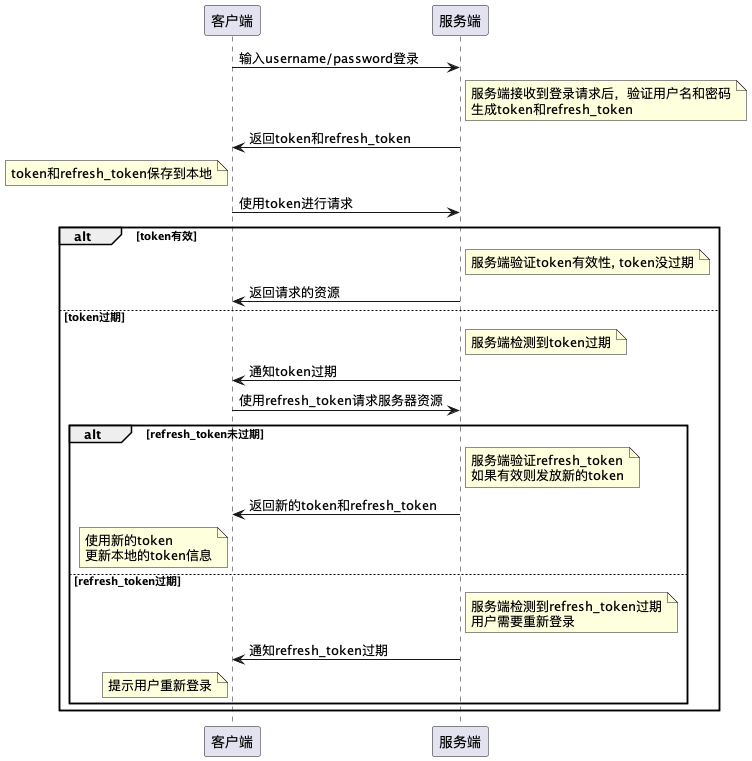 客户端
服务端
输入username/password登录
服务端接收到登录请求后，验证用户名和密码
生成token和refresh_token
返回token和refresh_token
token和refresh_token保存到本地
使用token进行请求
alt
[token有效]
服务端验证token有效性, token没过期
返回请求的资源
[token过期]
服务端检测到token过期
通知token过期
使用refresh_token请求服务器资源
alt
[refresh_token未过期]
服务端验证refresh_token
如果有效则发放新的token
返回新的token和refresh_token
使用新的token
更新本地的token信息
[refresh_token过期]
服务端检测到refresh_token过期
用户需要重新登录
通知refresh_token过期
提示用户重新登录
客户端
服务端